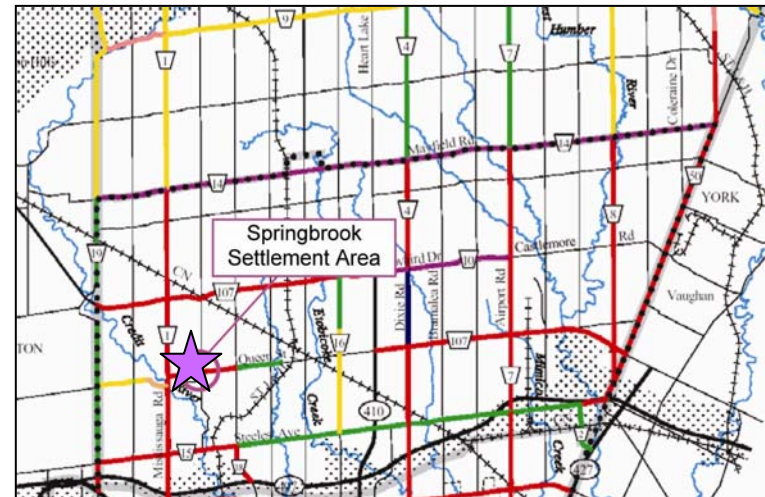 9
1
4
7
Heart Lake
Humber
River
Coleraine Dr
Mayfield Rd
14
14
50
YORK
19
4
8
Springbrook
Settlement Area
Castlemore
Rd
10
CN
107
Vaughan
Dixie Rd
Bramalea Rd
Airport Rd
Etobicoke
Creek
16
107
TON
Credit
1
Queen
Mississauga Rd
410
7
Steeles Ave
15
Creek
427